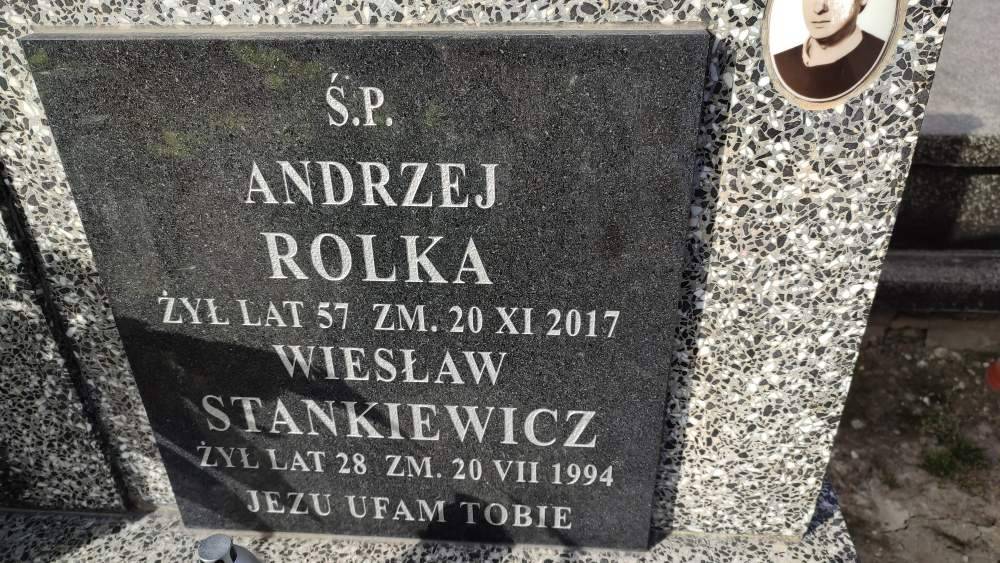 Ś.P.
ANDRZEJ
ROLKA
ŻYŁ LAT 57 ZM. 20 XI 2017
WIESŁAW
STANKIEWICZ
ŻYŁ LAT 28 ZM. 20 VII 1994
JEZU UFAM TOBIE